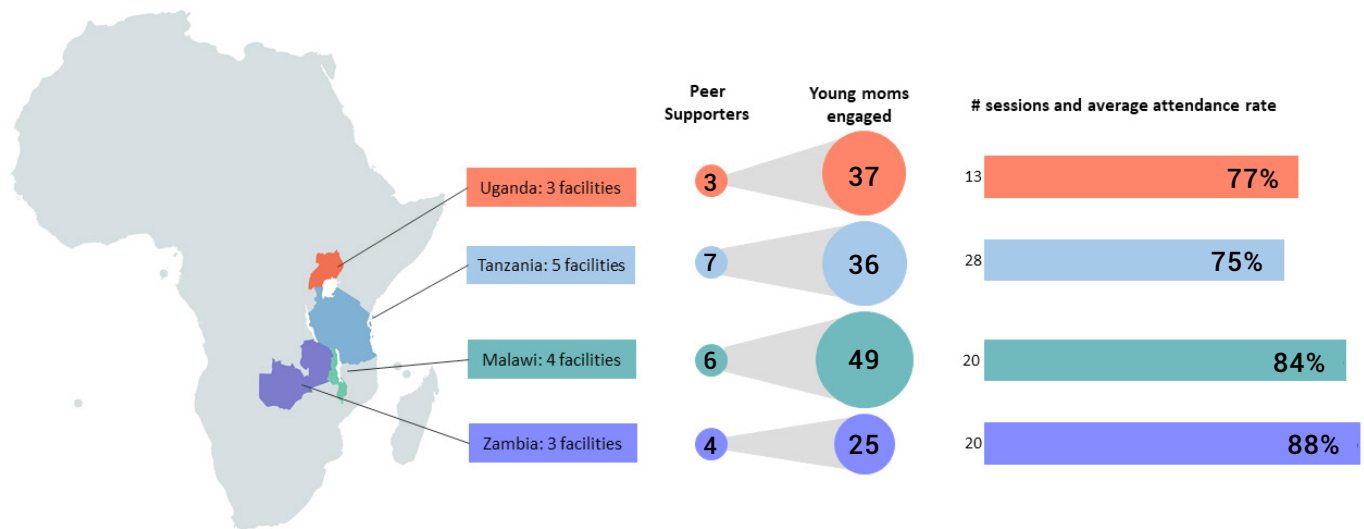 Peer
Supporters
Young moms
engaged
# sessions and average attendance rate
Uganda: 3 facilities
3
37
13
77%
Tanzania: 5 facilities
7
36
28
75%
Malawi: 4 facilities
6
49
20
84%
Zambia: 3 facilities
4
25
20
88%